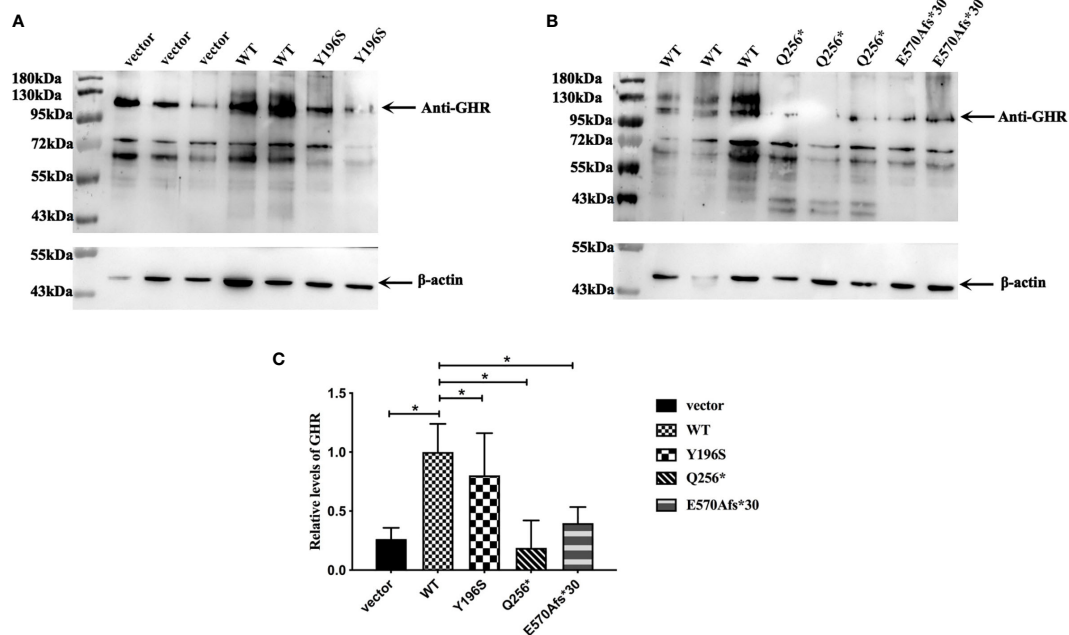 A
vector
vector
vector
WT
WT
Y196S
Y196S
180kDa
130kDa
95kDa
72kDa
55kDa
43kDa
Anti-GHR
55kDa
43kDa
β-actin
B
WT
WT
WT
Q256*
Q256*
Q256*
E570Afs*30
E570Afs*30
180kDa
130kDa
95kDa
72kDa
55kDa
43kDa
Anti-GHR
55kDa
43kDa
β-actin
C
Relative levels of GHR
1.5
1.0
0.5
0.0
*
*
*
*
vector
WT
Y196S
Q256*
E570Afs*30
vector
WT
Y196S
Q256*
E570Afs*30